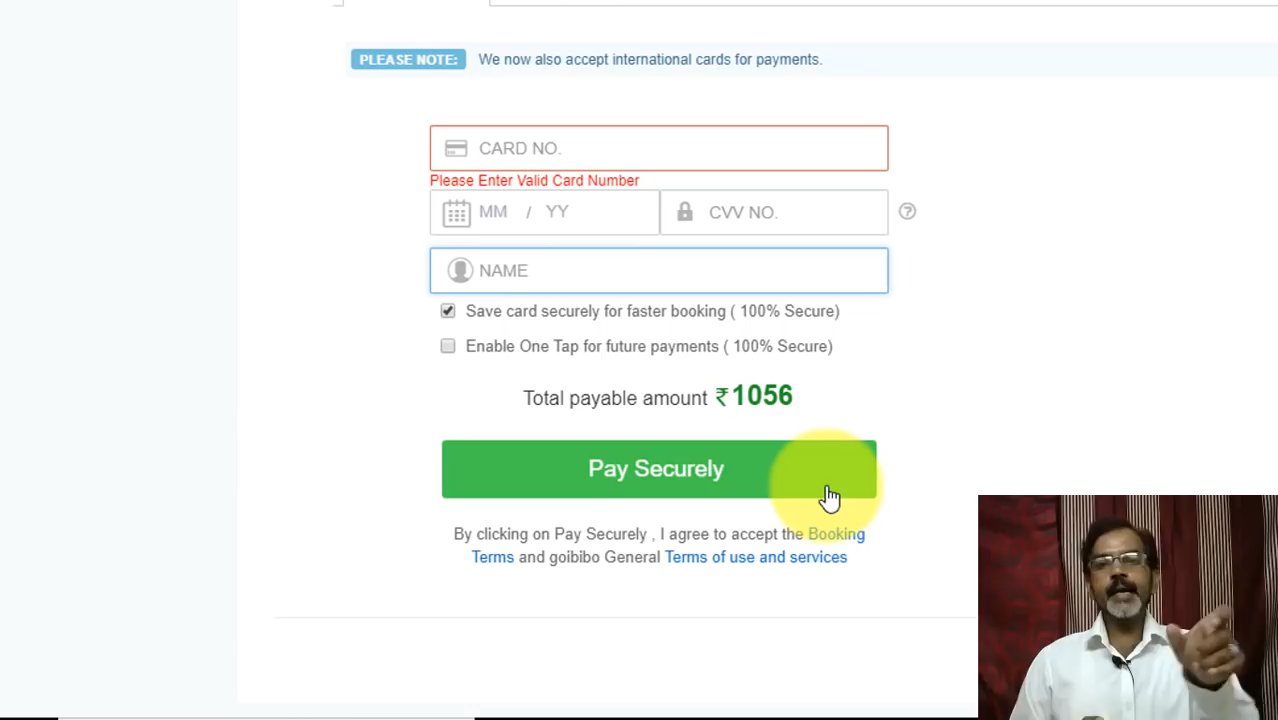 PLEASE NOTE: We now also accept international cards for payments.
CARD NO.
Please Enter Valid Card Number
MM / YY CVV NO. ?
NAME
Save card securely for faster booking ( 100% Secure)
Enable One Tap for future payments ( 100% Secure)
Total payable amount ₹1056
Pay Securely
By clicking on Pay Securely , I agree to accept the Booking
Terms and goibibo General Terms of use and services